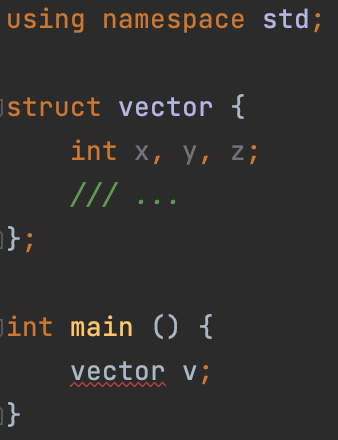 using namespace std;
struct vector {
int x, y, z;
/// ...
};
int main () {
vector v;
}